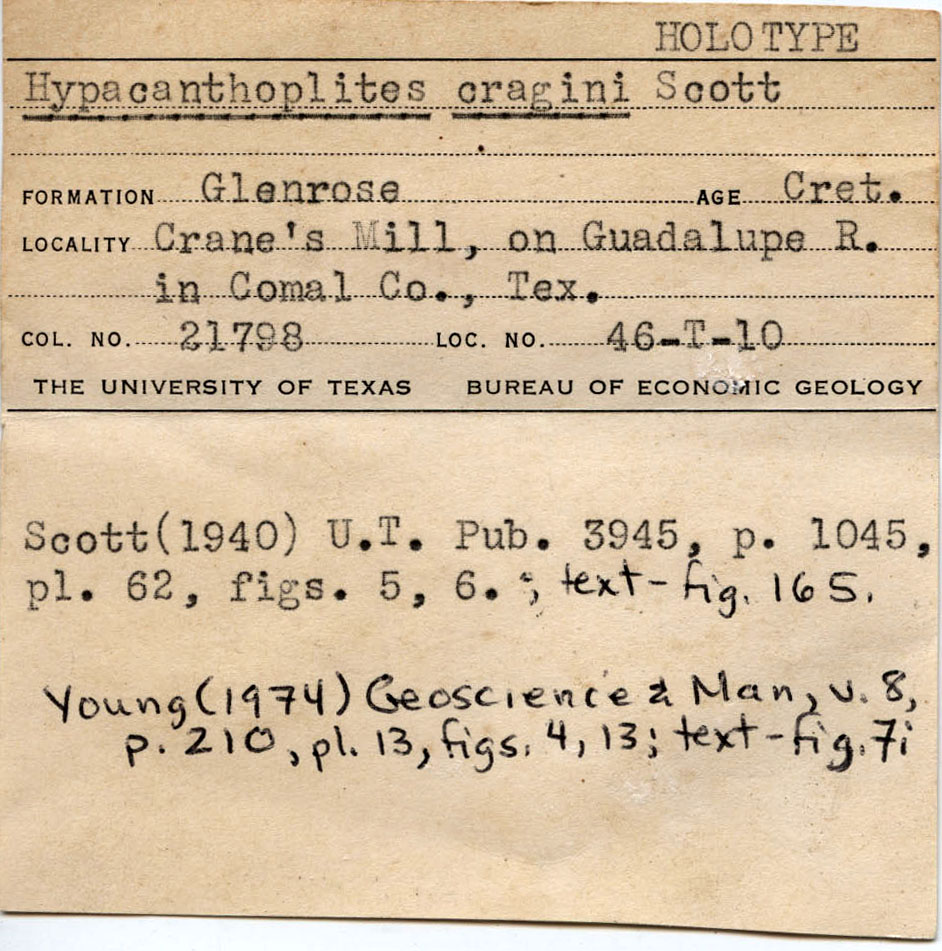 HOLOTYPE
Hypacanthoplites cragini Scott
FORMATION Glenrose AGE Cret.
LOCALITY Crane's Mill, on Guadalupe R.
in Comal Co., Tex.
COL. NO. 21798 LOC. NO. 46-T-10
THE UNIVERSITY OF TEXAS BUREAU OF ECONOMIC GEOLOGY
Scott(1940) U.T. Pub. 3945, p. 1045,
pl. 62, figs. 5, 6. ; text-fig. 165.
Young(1974) Geoscience & Man, v. 8,
p. 210, pl. 13, figs. 4, 13; text-fig. 7i